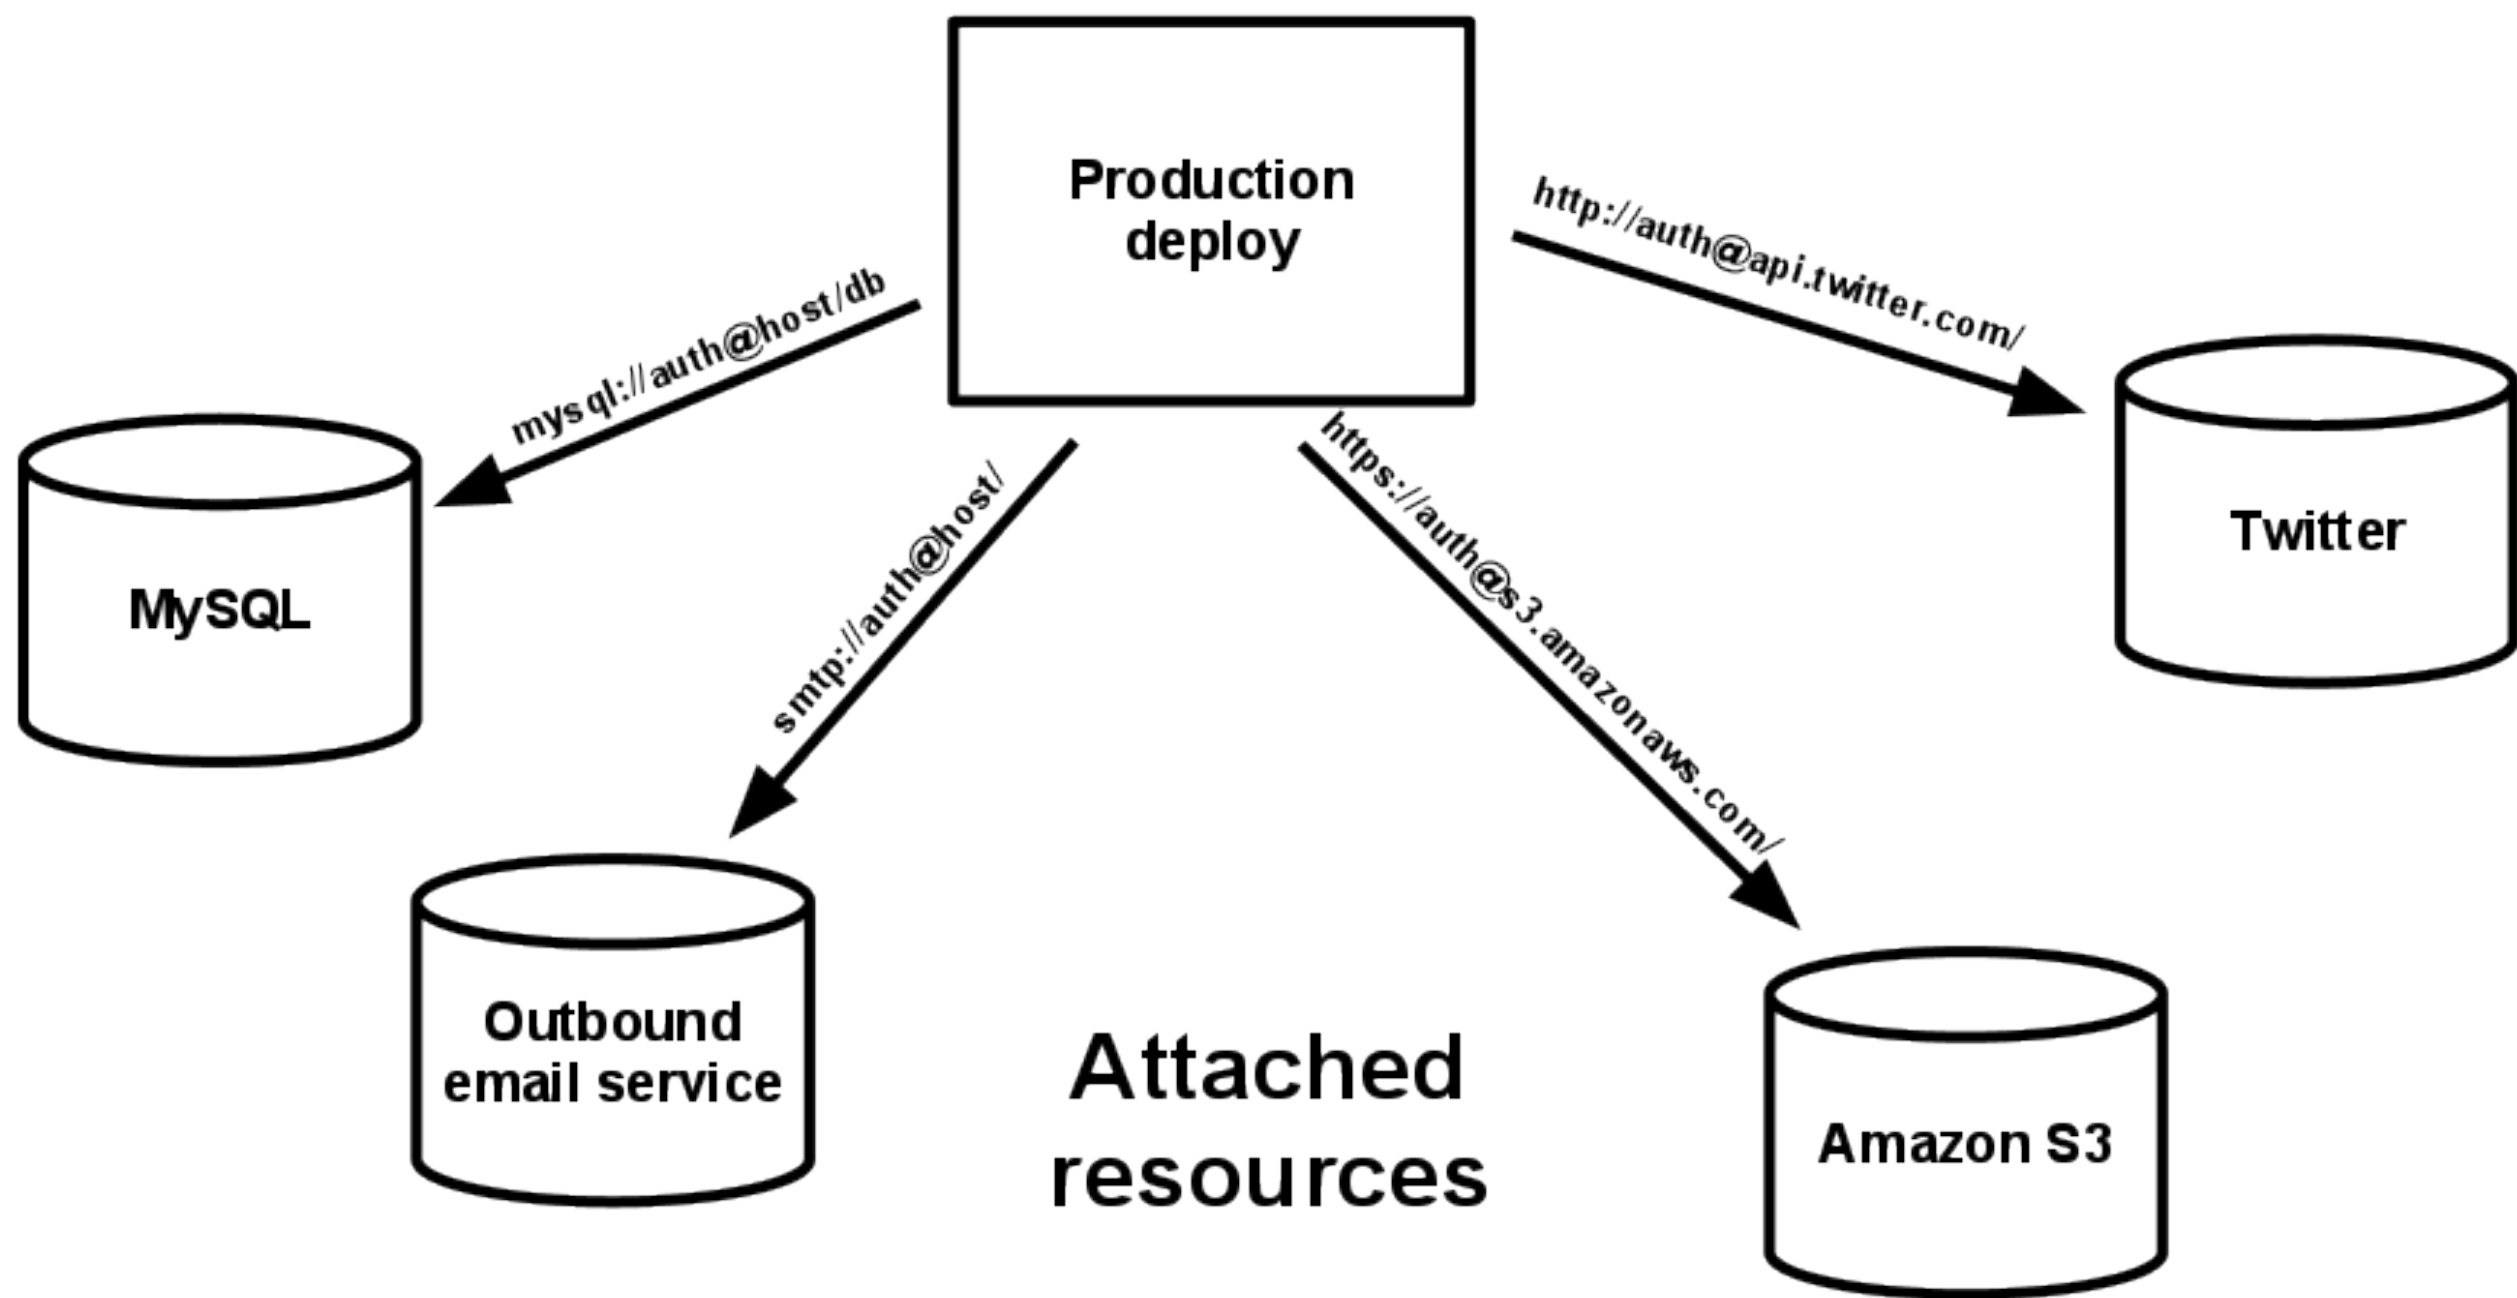 Production
deploy
http://auth@api.twitter.com/
mysql://auth@host/db
https://auth@s3.amazonaws.com/
smtp://auth@host/
Twitter
MySQL
Outbound
email service
Attached
resources
Amazon S3